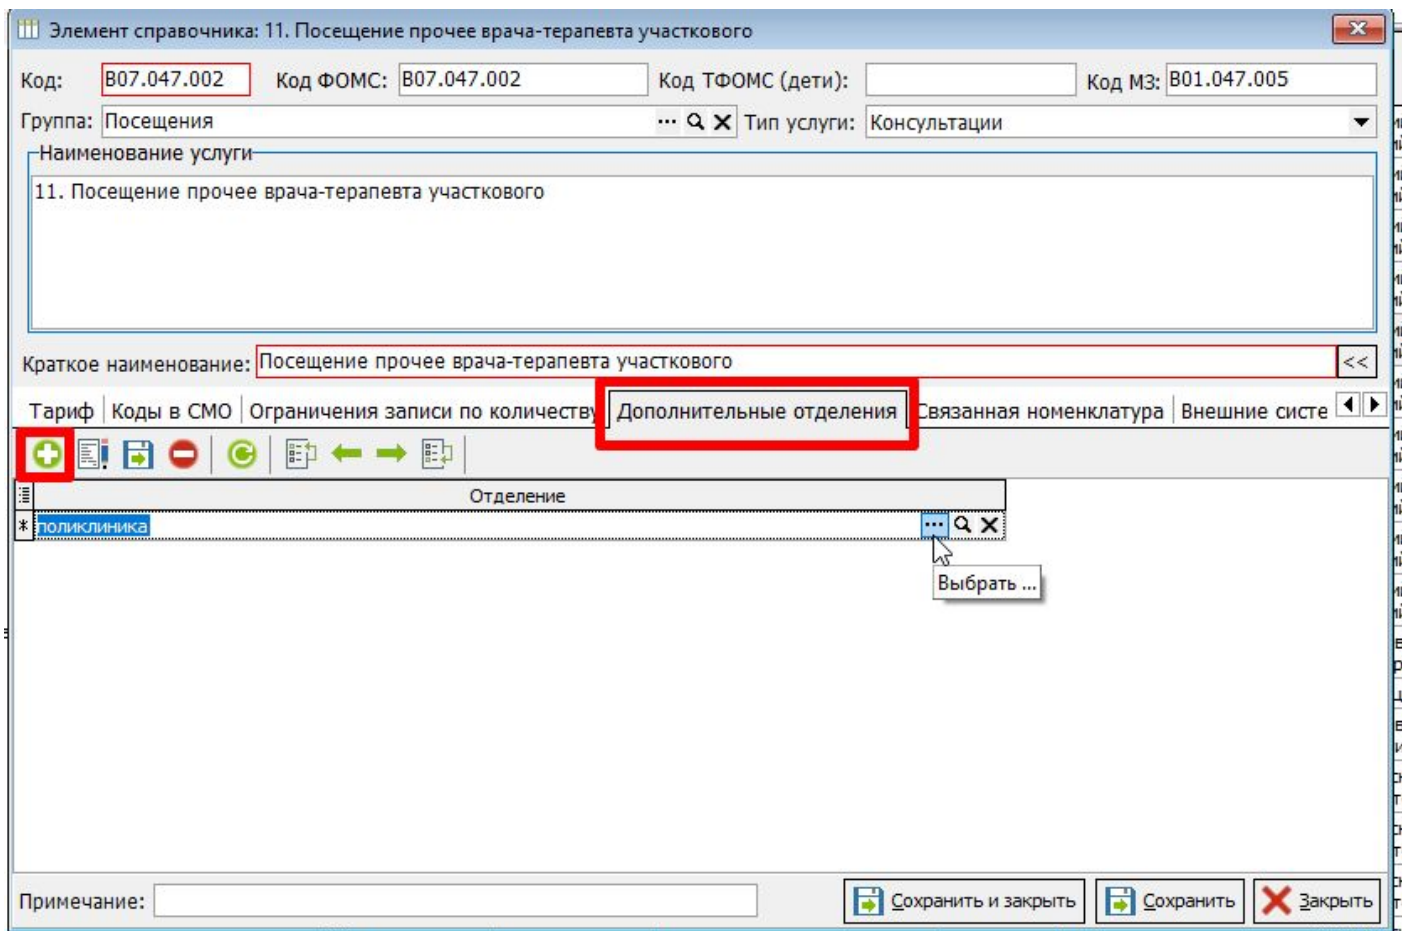 Элемент справочника: 11. Посещение прочее врача-терапевта участкового
Код: B07.047.002 Код ФОМС: B07.047.002 Код ТФОМС (дети): Код МЗ: B01.047.005
Группа: Посещения ... Тип услуги: Консультации
Наименование услуги
11. Посещение прочее врача-терапевта участкового
Краткое наименование: Посещение прочее врача-терапевта участкового <<
Тариф Коды в СМО Ограничения записи по количеству Дополнительные отделения Связанная номенклатура Внешние систе
Отделение
* поликлиника ...
Выбрать ...
Примечание: Сохранить и закрыть Сохранить Закрыть